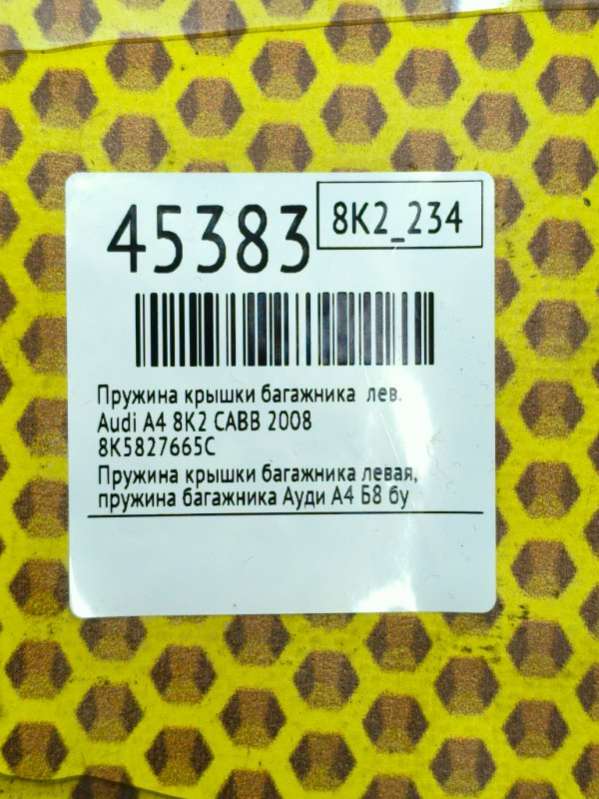 45383
8K2_234
Пружина крышки багажника лев.
Audi A4 8K2 CABB 2008
8K5827665C
Пружина крышки багажника левая,
пружина багажника Ауди А4 Б8 бу